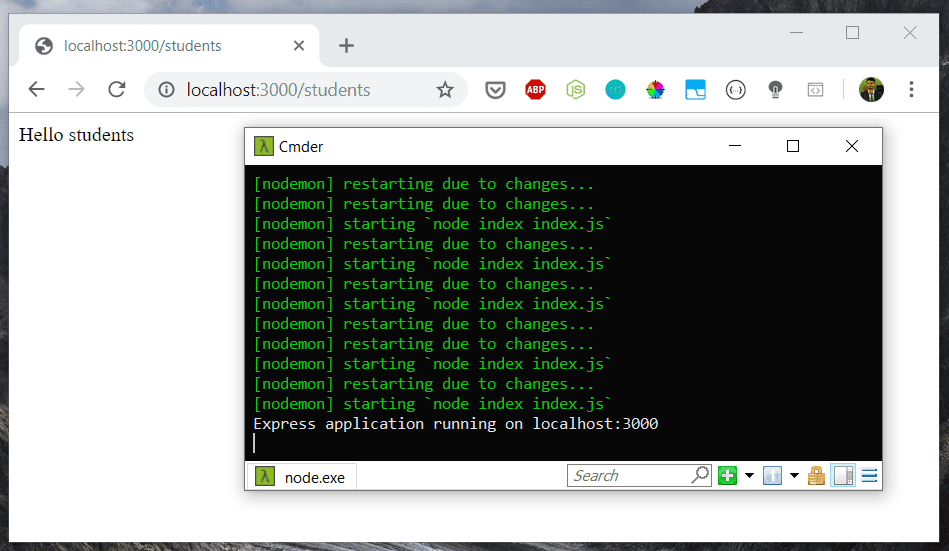 localhost:3000/students
localhost:3000/students
ABP
Hello students
λ Cmder
[nodemon] restarting due to changes...
[nodemon] restarting due to changes...
[nodemon] starting `node index index.js`
[nodemon] restarting due to changes...
[nodemon] starting `node index index.js`
[nodemon] restarting due to changes...
[nodemon] starting `node index index.js`
[nodemon] restarting due to changes...
[nodemon] restarting due to changes...
[nodemon] starting `node index index.js`
[nodemon] restarting due to changes...
[nodemon] starting `node index index.js`
Express application running on localhost:3000
λ node.exe
Search